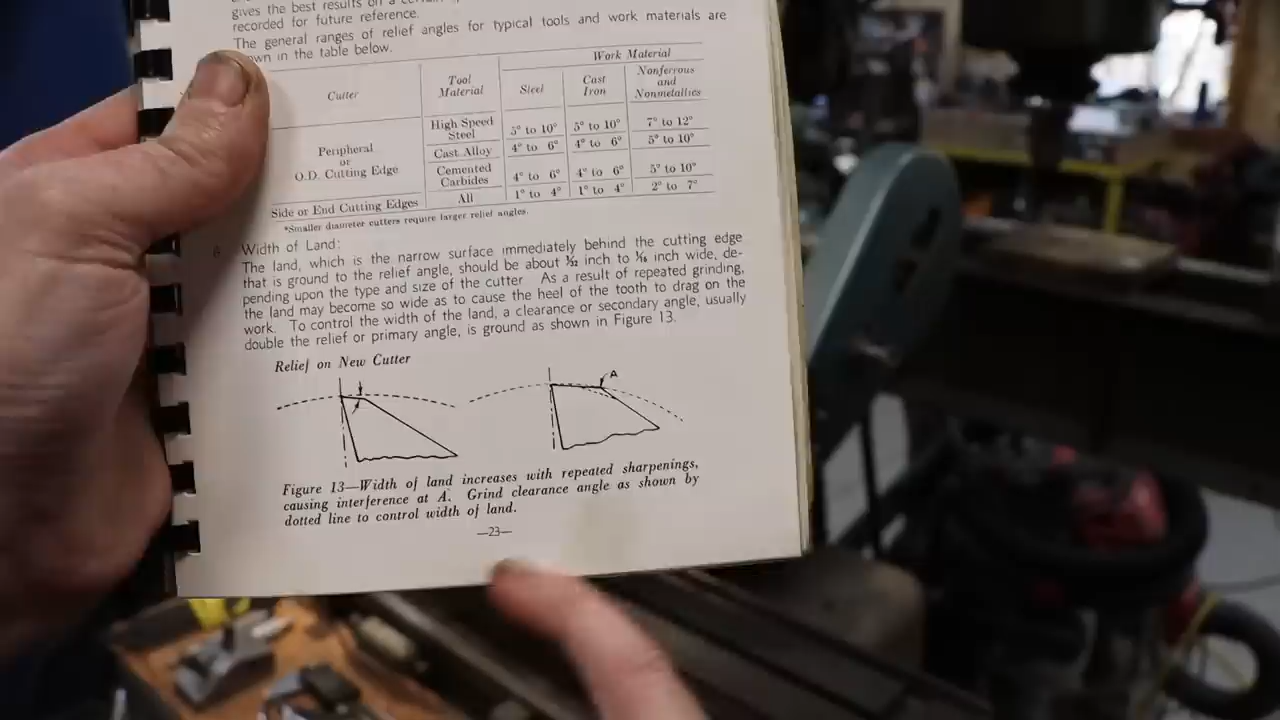 gives the best results on a
recorded for future reference.
The general ranges of relief angles for typical tools and work materials are
in the table below.
Work Material
Cutter Tool Material Steel Cast Iron Nonferrous and Nonmetallics
Peripheral or O.D. Cutting Edge High Speed Steel 5° to 10° 5° to 10° 7° to 12°
Cast Alloy 4° to 6° 4° to 6° 5° to 10°
Cemented Carbides 4° to 6° 4° to 6° 5° to 10°
Side or End Cutting Edges All 1° to 4° 1° to 4° 2° to 7°
*Smaller diameter cutters require larger relief angles.
Width of Land:
The land, which is the narrow surface immediately behind the cutting edge
that is ground to the relief angle, should be about 1/32 inch to 1/16 inch wide, de-
pending upon the type and size of the cutter As a result of repeated grinding,
the land may become so wide as to cause the heel of the tooth to drag on the
work. To control the width of the land, a clearance or secondary angle, usually
double the relief or primary angle, is ground as shown in Figure 13.
Relief on New Cutter
A
Figure 13—Width of land increases with repeated sharpenings,
causing interference at A. Grind clearance angle as shown by
dotted line to control width of land.
—23—